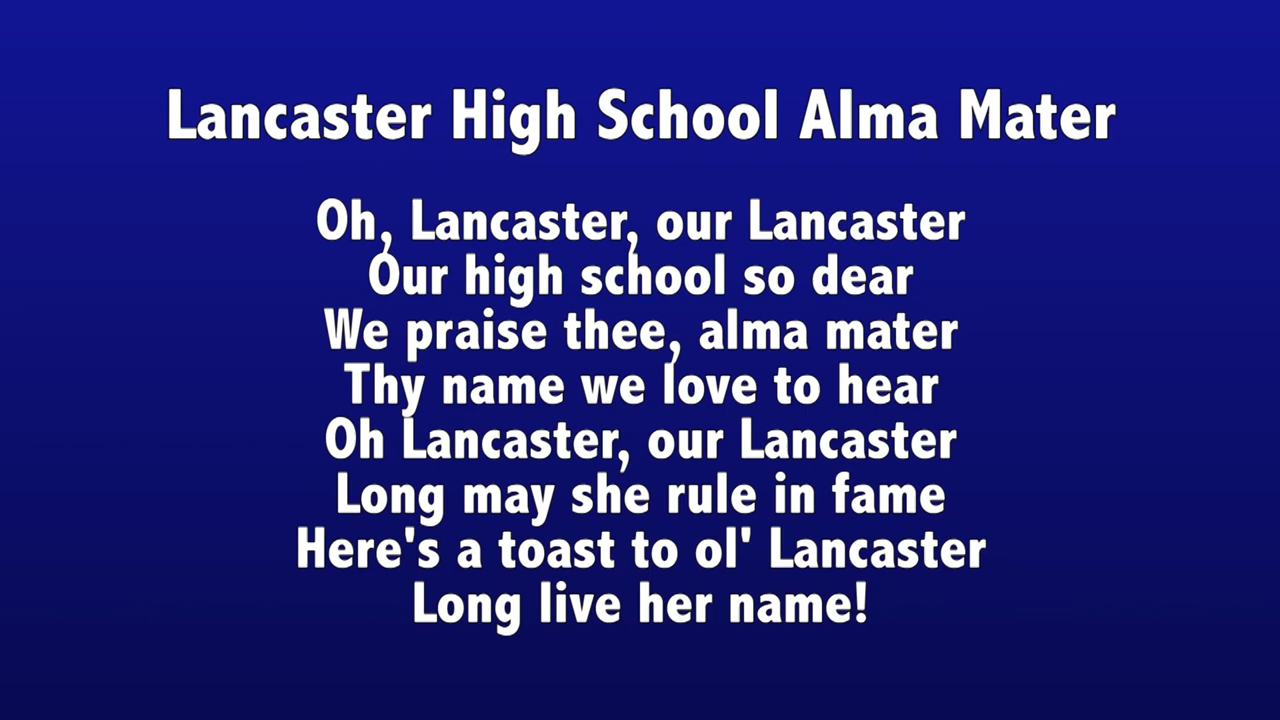 Lancaster High School Alma Mater
Oh, Lancaster, our Lancaster
Our high school so dear
We praise thee, alma mater
Thy name we love to hear
Oh Lancaster, our Lancaster
Long may she rule in fame
Here's a toast to ol' Lancaster
Long live her name!